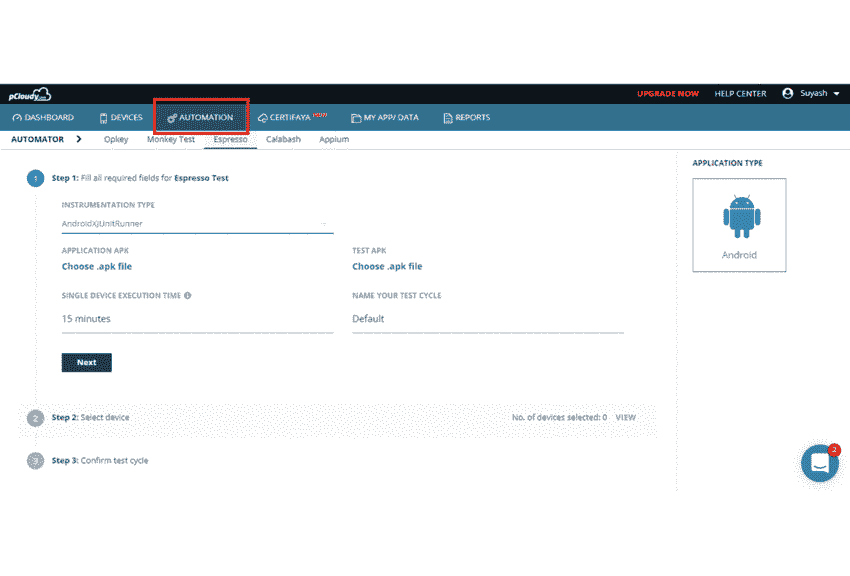 pCloudy.com UPGRADE NOW HELP CENTER Suyash
DASHBOARD DEVICES AUTOMATION CERTIFAYA MY APP/ DATA REPORTS
AUTOMATOR Opkey Monkey Test Espresso Calabash Appium
1 Step 1: Fill all required fields for Espresso Test
APPLICATION TYPE
Android
INSTRUMENTATION TYPE
AndroidXJUnitRunner
APPLICATION APK TEST APK
Choose .apk file Choose .apk file
SINGLE DEVICE EXECUTION TIME NAME YOUR TEST CYCLE
15 minutes Default
Next
2 Step 2: Select device No. of devices selected: 0 VIEW
3 Step 3: Confirm test cycle
2